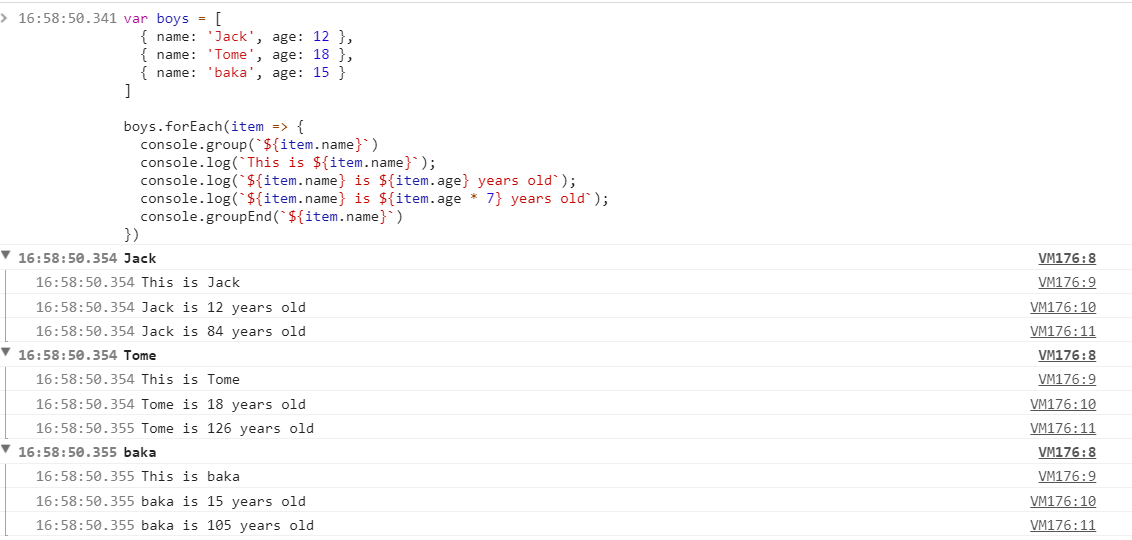 > 16:58:50.341 var boys = [
{ name: 'Jack', age: 12 },
{ name: 'Tome', age: 18 },
{ name: 'baka', age: 15 }
]
boys.forEach(item => {
console.group(`${item.name}`)
console.log(`This is ${item.name}`);
console.log(`${item.name} is ${item.age} years old`);
console.log(`${item.name} is ${item.age * 7} years old`);
console.groupEnd(`${item.name}`)
})
▼ 16:58:50.354 Jack VM176:8
16:58:50.354 This is Jack VM176:9
16:58:50.354 Jack is 12 years old VM176:10
16:58:50.354 Jack is 84 years old VM176:11
▼ 16:58:50.354 Tome VM176:8
16:58:50.354 This is Tome VM176:9
16:58:50.354 Tome is 18 years old VM176:10
16:58:50.355 Tome is 126 years old VM176:11
▼ 16:58:50.355 baka VM176:8
16:58:50.355 This is baka VM176:9
16:58:50.355 baka is 15 years old VM176:10
16:58:50.355 baka is 105 years old VM176:11